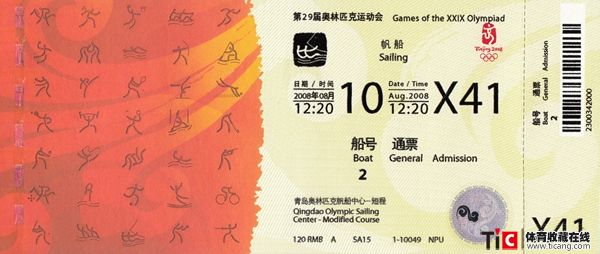 第29届奥林匹克运动会 Games of the XXIX Olympiad
帆船
Sailing
Beijing 2008
日期 / 时间 Date / Time
2008年08月 10 Aug.2008 X41
12:20 12:20
船号 通票
Boat General Admission
2
青岛奥林匹克帆船中心—短程
Qingdao Olympic Sailing
Center - Modified Course
120 RMB A SA15 1-10049 NPU
通票
General Admission
船号
Boat 2
2300342000
X41
TiC 体育收藏在线
www.ticang.com